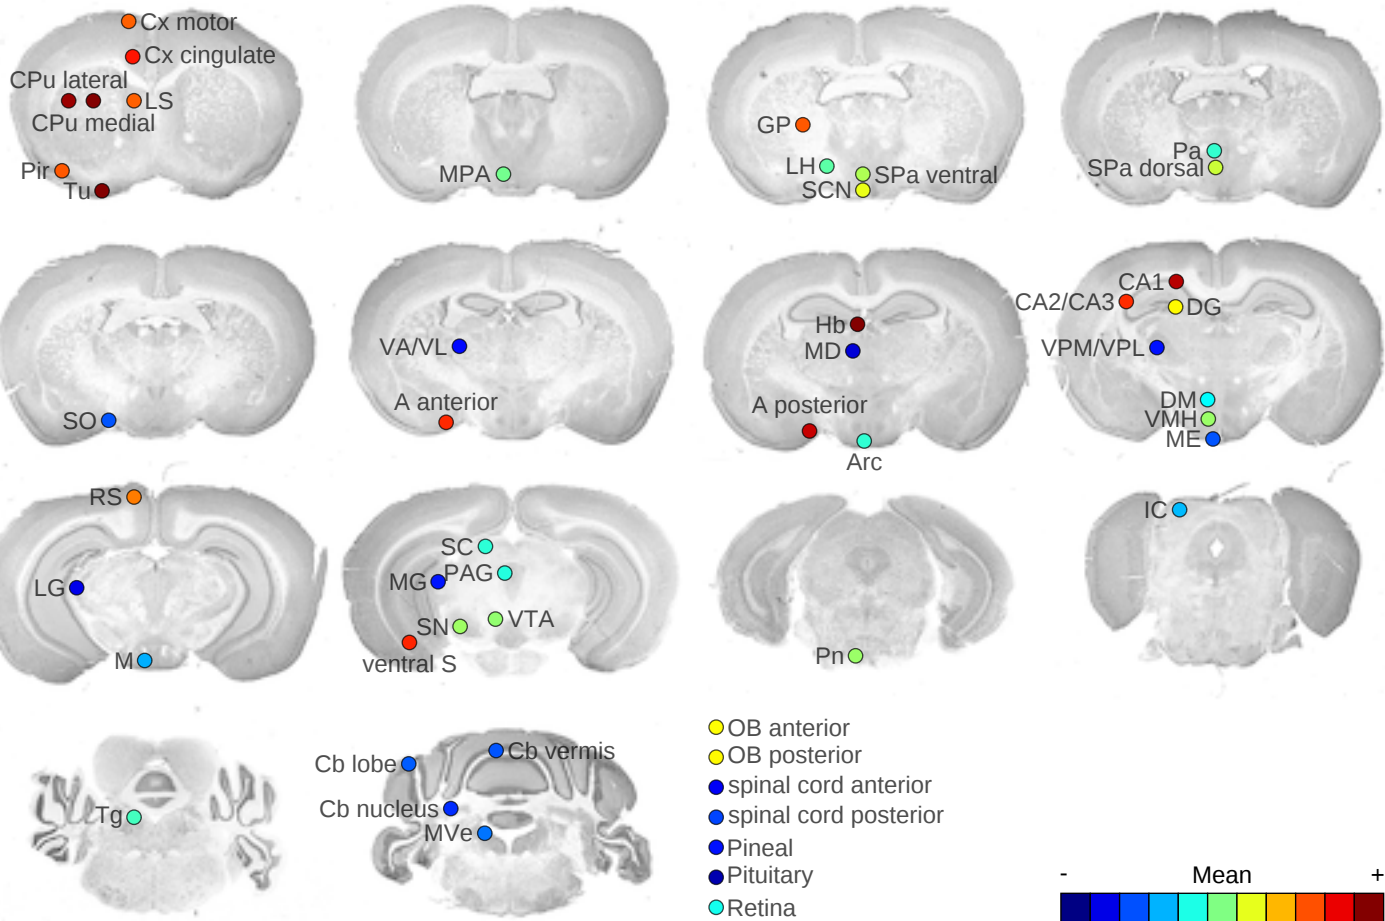 Cx motor
Cx cingulate
CPu lateral
LS
CPu medial
Pir
Tu
MPA
GP
LH
SPa ventral
SCN
Pa
SPa dorsal
SO
VA/VL
A anterior
Hb
MD
A posterior
Arc
CA1
CA2/CA3
DG
VPM/VPL
DM
VMH
ME
RS
LG
M
SC
PAG
MG
VTA
SN
ventral S
Pn
IC
Tg
Cb vermis
Cb lobe
Cb nucleus
MVe
OB anterior
OB posterior
spinal cord anterior
spinal cord posterior
Pineal
Pituitary
Retina
- Mean +